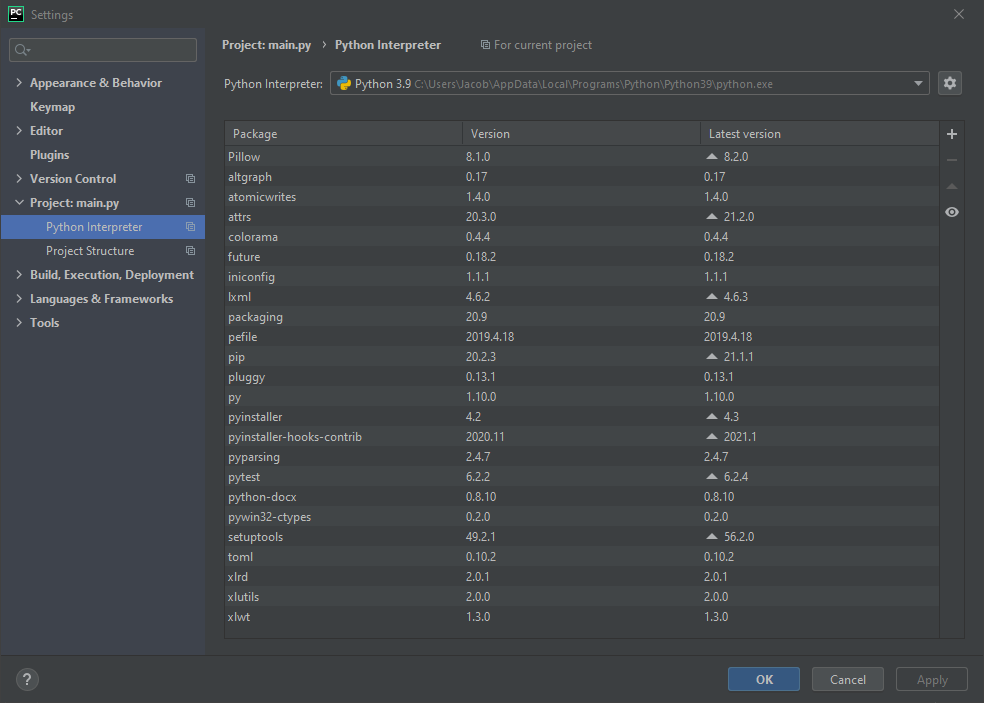 PC Settings
Project: main.py › Python Interpreter For current project
Appearance & Behavior
Keymap
Editor
Plugins
Version Control
Project: main.py
Python Interpreter
Project Structure
Build, Execution, Deployment
Languages & Frameworks
Tools
Python Interpreter: Python 3.9 C:\Users\Jacob\AppData\Local\Programs\Python\Python39\python.exe
Package Version Latest version
Pillow 8.1.0 8.2.0
altgraph 0.17 0.17
atomicwrites 1.4.0 1.4.0
attrs 20.3.0 21.2.0
colorama 0.4.4 0.4.4
future 0.18.2 0.18.2
iniconfig 1.1.1 1.1.1
lxml 4.6.2 4.6.3
packaging 20.9 20.9
pefile 2019.4.18 2019.4.18
pip 20.2.3 21.1.1
pluggy 0.13.1 0.13.1
py 1.10.0 1.10.0
pyinstaller 4.2 4.3
pyinstaller-hooks-contrib 2020.11 2021.1
pyparsing 2.4.7 2.4.7
pytest 6.2.2 6.2.4
python-docx 0.8.10 0.8.10
pywin32-ctypes 0.2.0 0.2.0
setuptools 49.2.1 56.2.0
toml 0.10.2 0.10.2
xlrd 2.0.1 2.0.1
xlutils 2.0.0 2.0.0
xlwt 1.3.0 1.3.0
? OK Cancel Apply